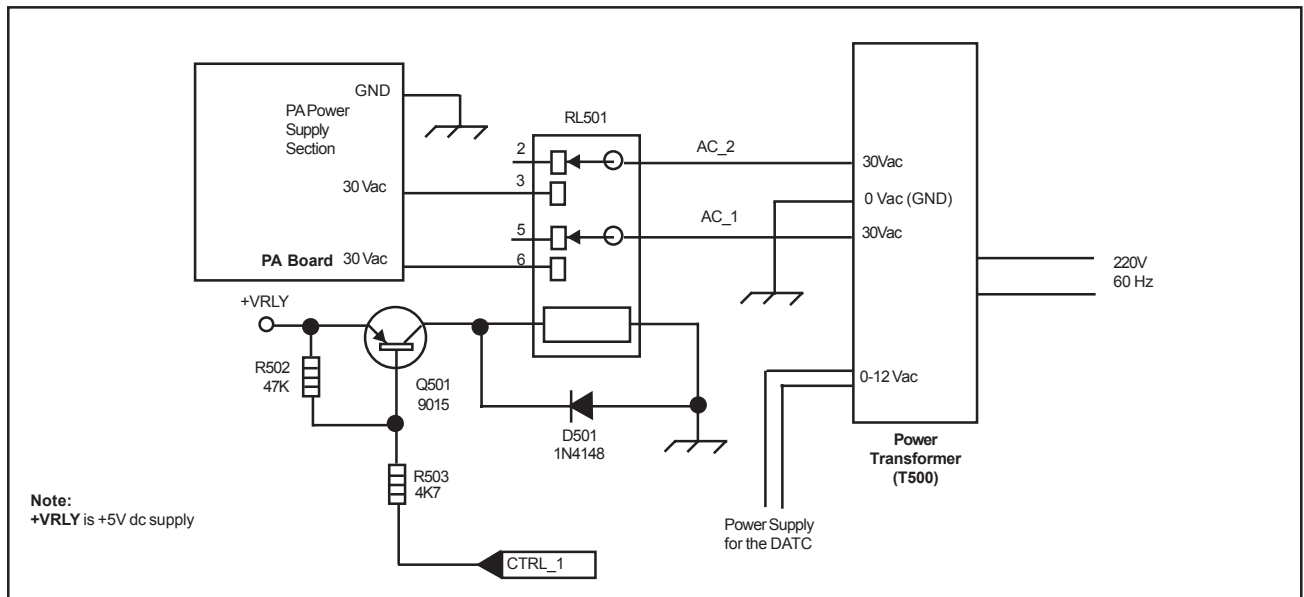 GND
PA Power
Supply
Section
30 Vac
PA Board 30 Vac
RL501
2
3
5
6
AC_2
AC_1
30Vac
0 Vac (GND)
30Vac
0-12 Vac
Power
Transformer
(T500)
220V
60 Hz
+VRLY
R502
47K
Q501
9015
D501
1N4148
R503
4K7
Note:
+VRLY is +5V dc supply
CTRL_1
Power Supply
for the DATC